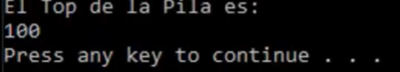 El Top de la Pila es:
100
Press any key to continue . . .